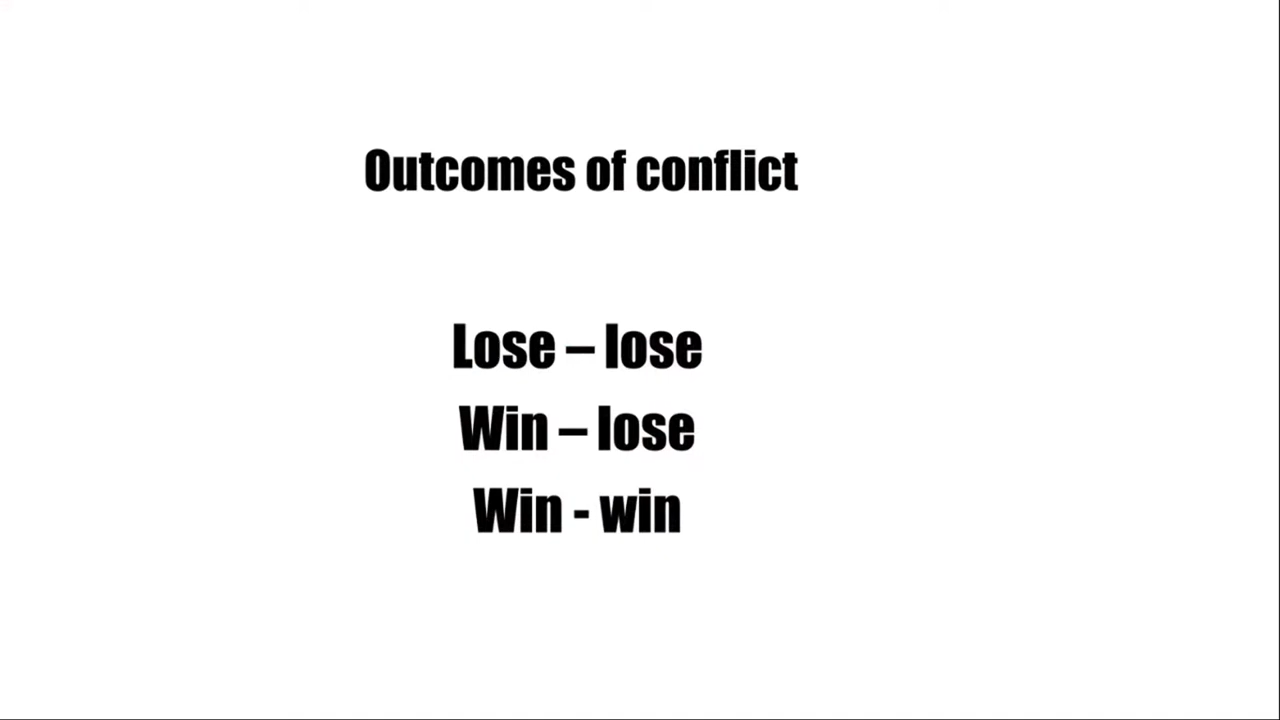 Outcomes of conflict
Lose – lose
Win – lose
Win - win